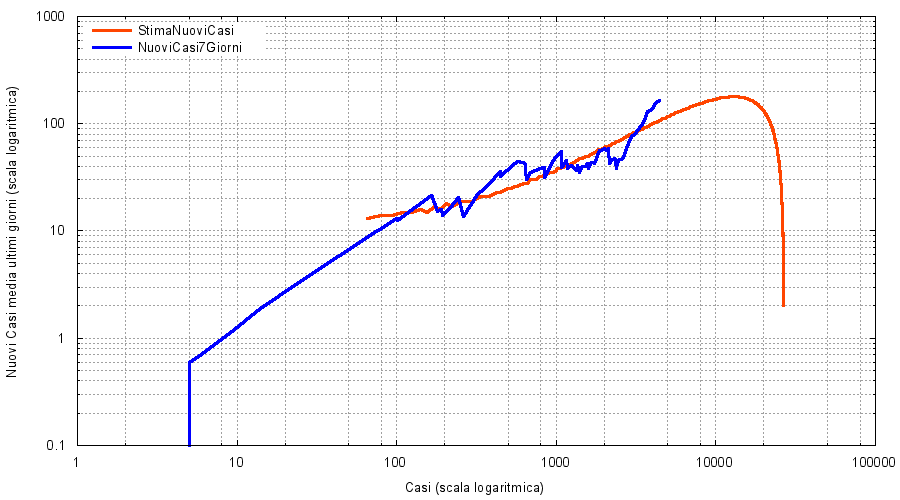 1000
StimaNuoviCasi
NuoviCasi7Giorni
100
10
1
0.1
Nuovi Casi media ultimi giorni (scala logaritmica)
1 10 100 1000 10000 100000
Casi (scala logaritmica)